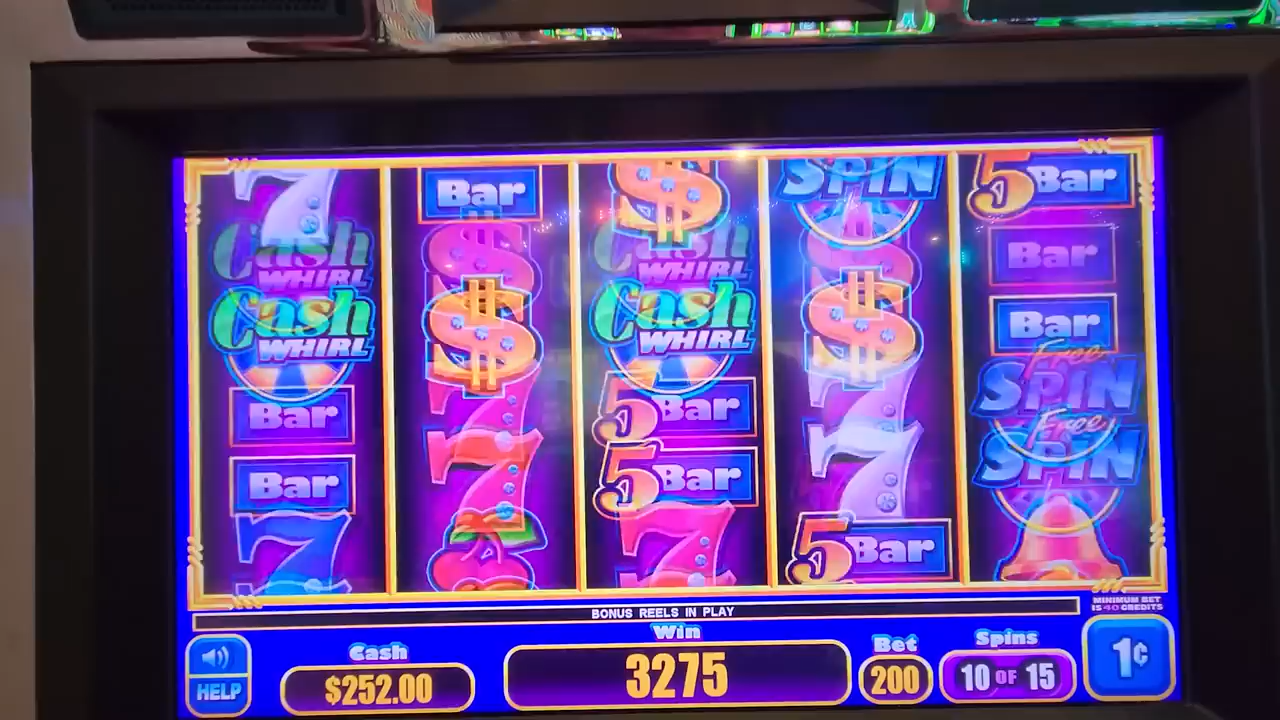 7
Cash
WHIRL
Cash
WHIRL
Bar
Bar
7
Bar
$
$
7
7
$
Cash
WHIRL
Cash
WHIRL
5 Bar
5 Bar
7
SPIN
$
$
7
7
5 Bar
5 Bar
Bar
Bar
Free
SPIN
Free
SPIN
BONUS REELS IN PLAY
MINIMUM BET
IS 40 CREDITS
HELP
Cash
$252.00
Win
3275
Bet
200
Spins
10 OF 15
1¢